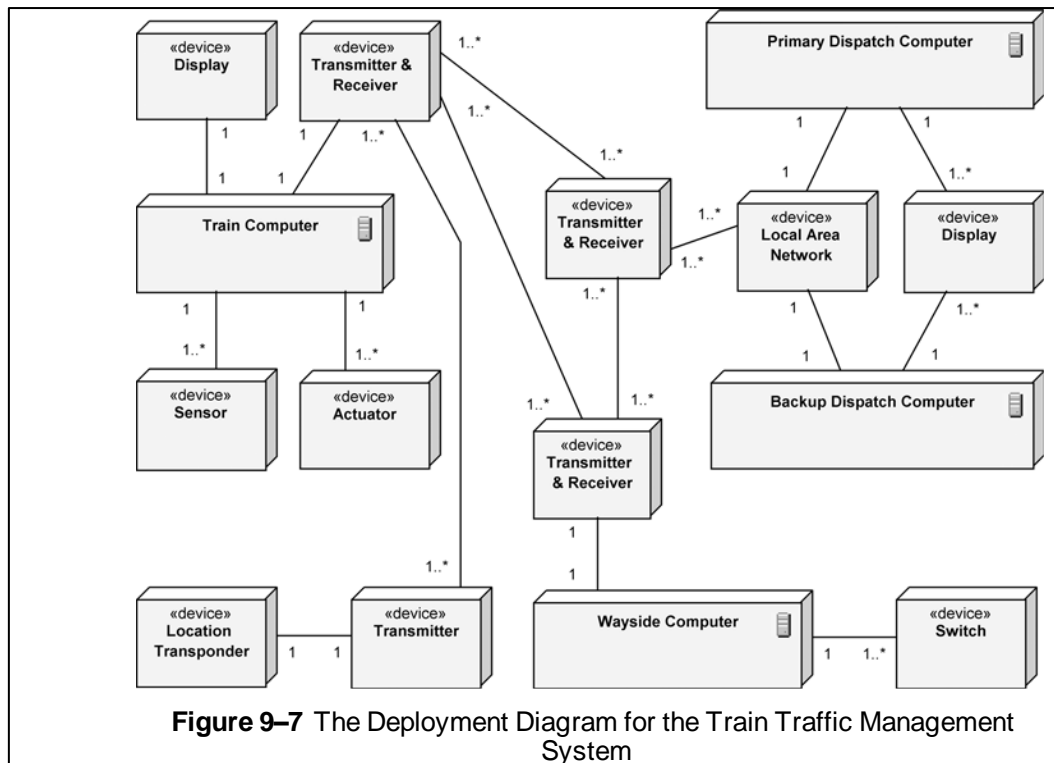 «device»
Display
«device»
Transmitter &
Receiver
1..*
1..*
Primary Dispatch Computer
1
1
1..*
1
1
1
1
1..*
1
1..*
Train Computer
«device»
Transmitter
& Receiver
1..*
1..*
«device»
Local Area
Network
«device»
Display
1
1
1..*
1..*
1..*
1
1..*
1
1
«device»
Sensor
«device»
Actuator
Backup Dispatch Computer
1..*
1..*
«device»
Transmitter
& Receiver
1
1..*
1
«device»
Location
Transponder
1
1
«device»
Transmitter
Wayside Computer
1
1..*
«device»
Switch
Figure 9–7 The Deployment Diagram for the Train Traffic Management
System